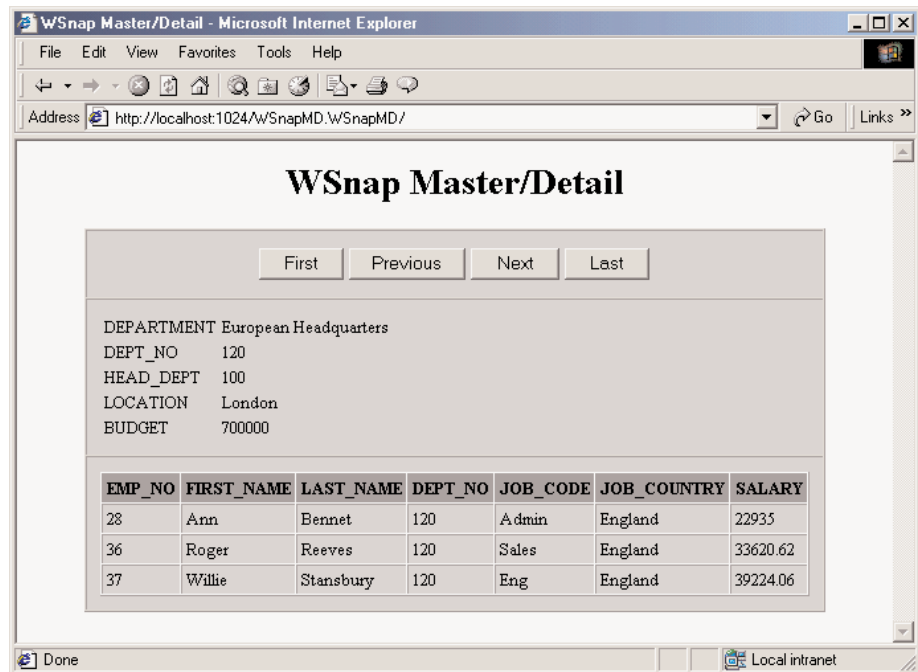 WSnap Master/Detail - Microsoft Internet Explorer
File Edit View Favorites Tools Help
Address http://localhost:1024/WSnapMD.WSnapMD/ Go Links »
WSnap Master/Detail
First Previous Next Last
DEPARTMENT European Headquarters
DEPT_NO 120
HEAD_DEPT 100
LOCATION London
BUDGET 700000
EMP_NO FIRST_NAME LAST_NAME DEPT_NO JOB_CODE JOB_COUNTRY SALARY
28 Ann Bennet 120 Admin England 22935
36 Roger Reeves 120 Sales England 33620.62
37 Willie Stansbury 120 Eng England 39224.06
Done Local intranet